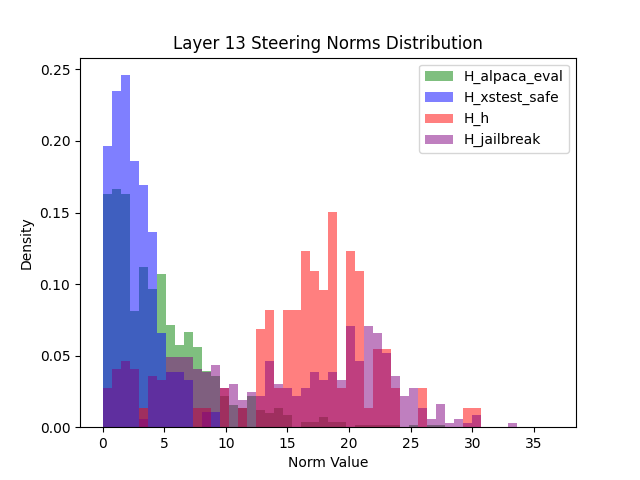 Layer 13 Steering Norms Distribution
H_alpaca_eval
H_xstest_safe
H_h
H_jailbreak
Density
0.25
0.20
0.15
0.10
0.05
0.00
0 5 10 15 20 25 30 35
Norm Value